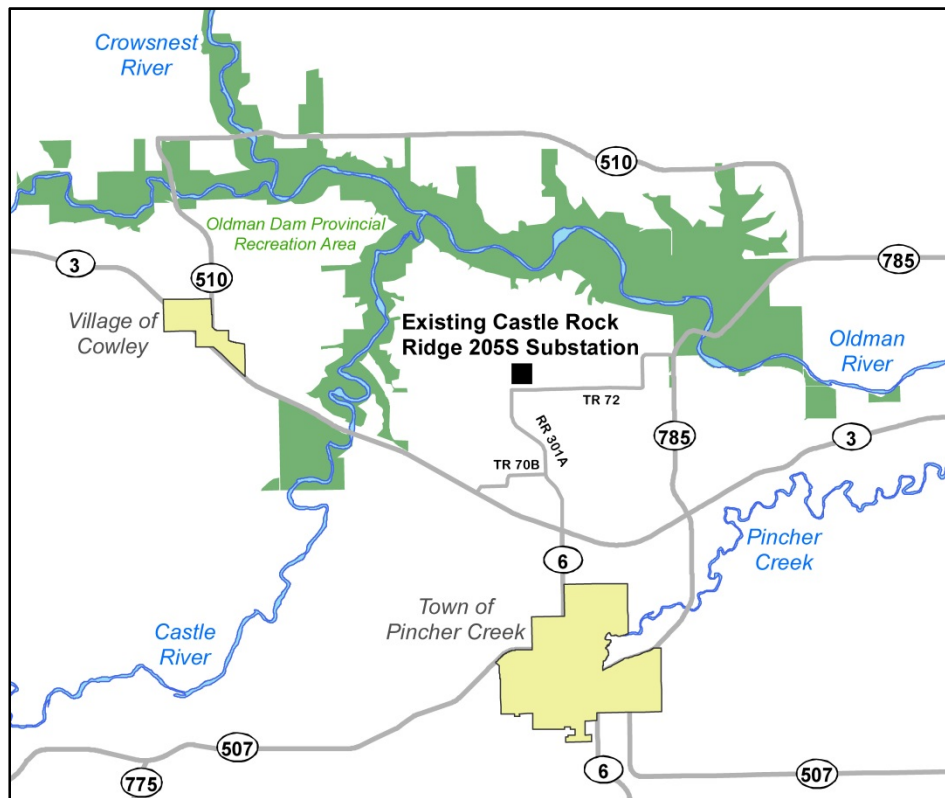 Crowsnest
River
510
Oldman Dam Provincial
Recreation Area
3
510
785
Village of
Cowley
Existing Castle Rock
Ridge 205S Substation
Oldman
River
TR 72
RR 301A
785
3
TR 70B
Pincher
Creek
6
Town of
Pincher Creek
Castle
River
507
775
6
507